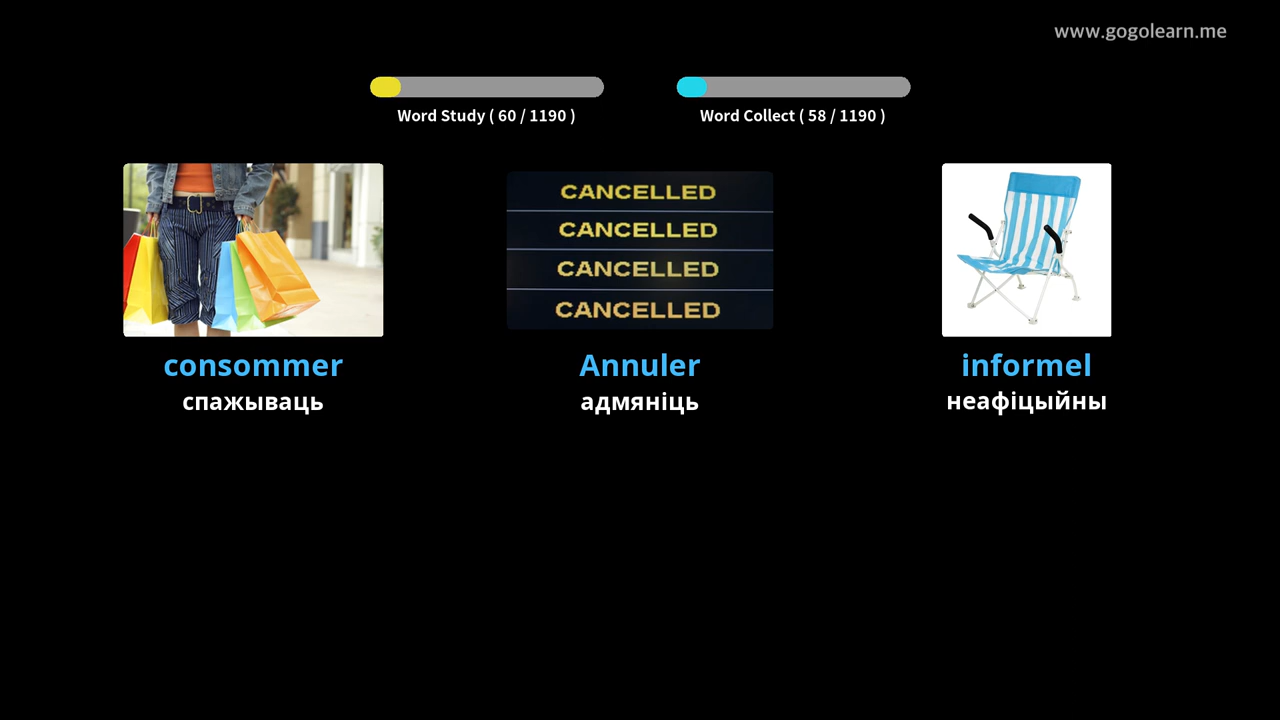 www.gogolearn.me
Word Study ( 60 / 1190 )
Word Collect ( 58 / 1190 )
CANCELLED
CANCELLED
CANCELLED
CANCELLED
consommer
Annuler
informel
спажываць
адмяніць
неафіцыйны